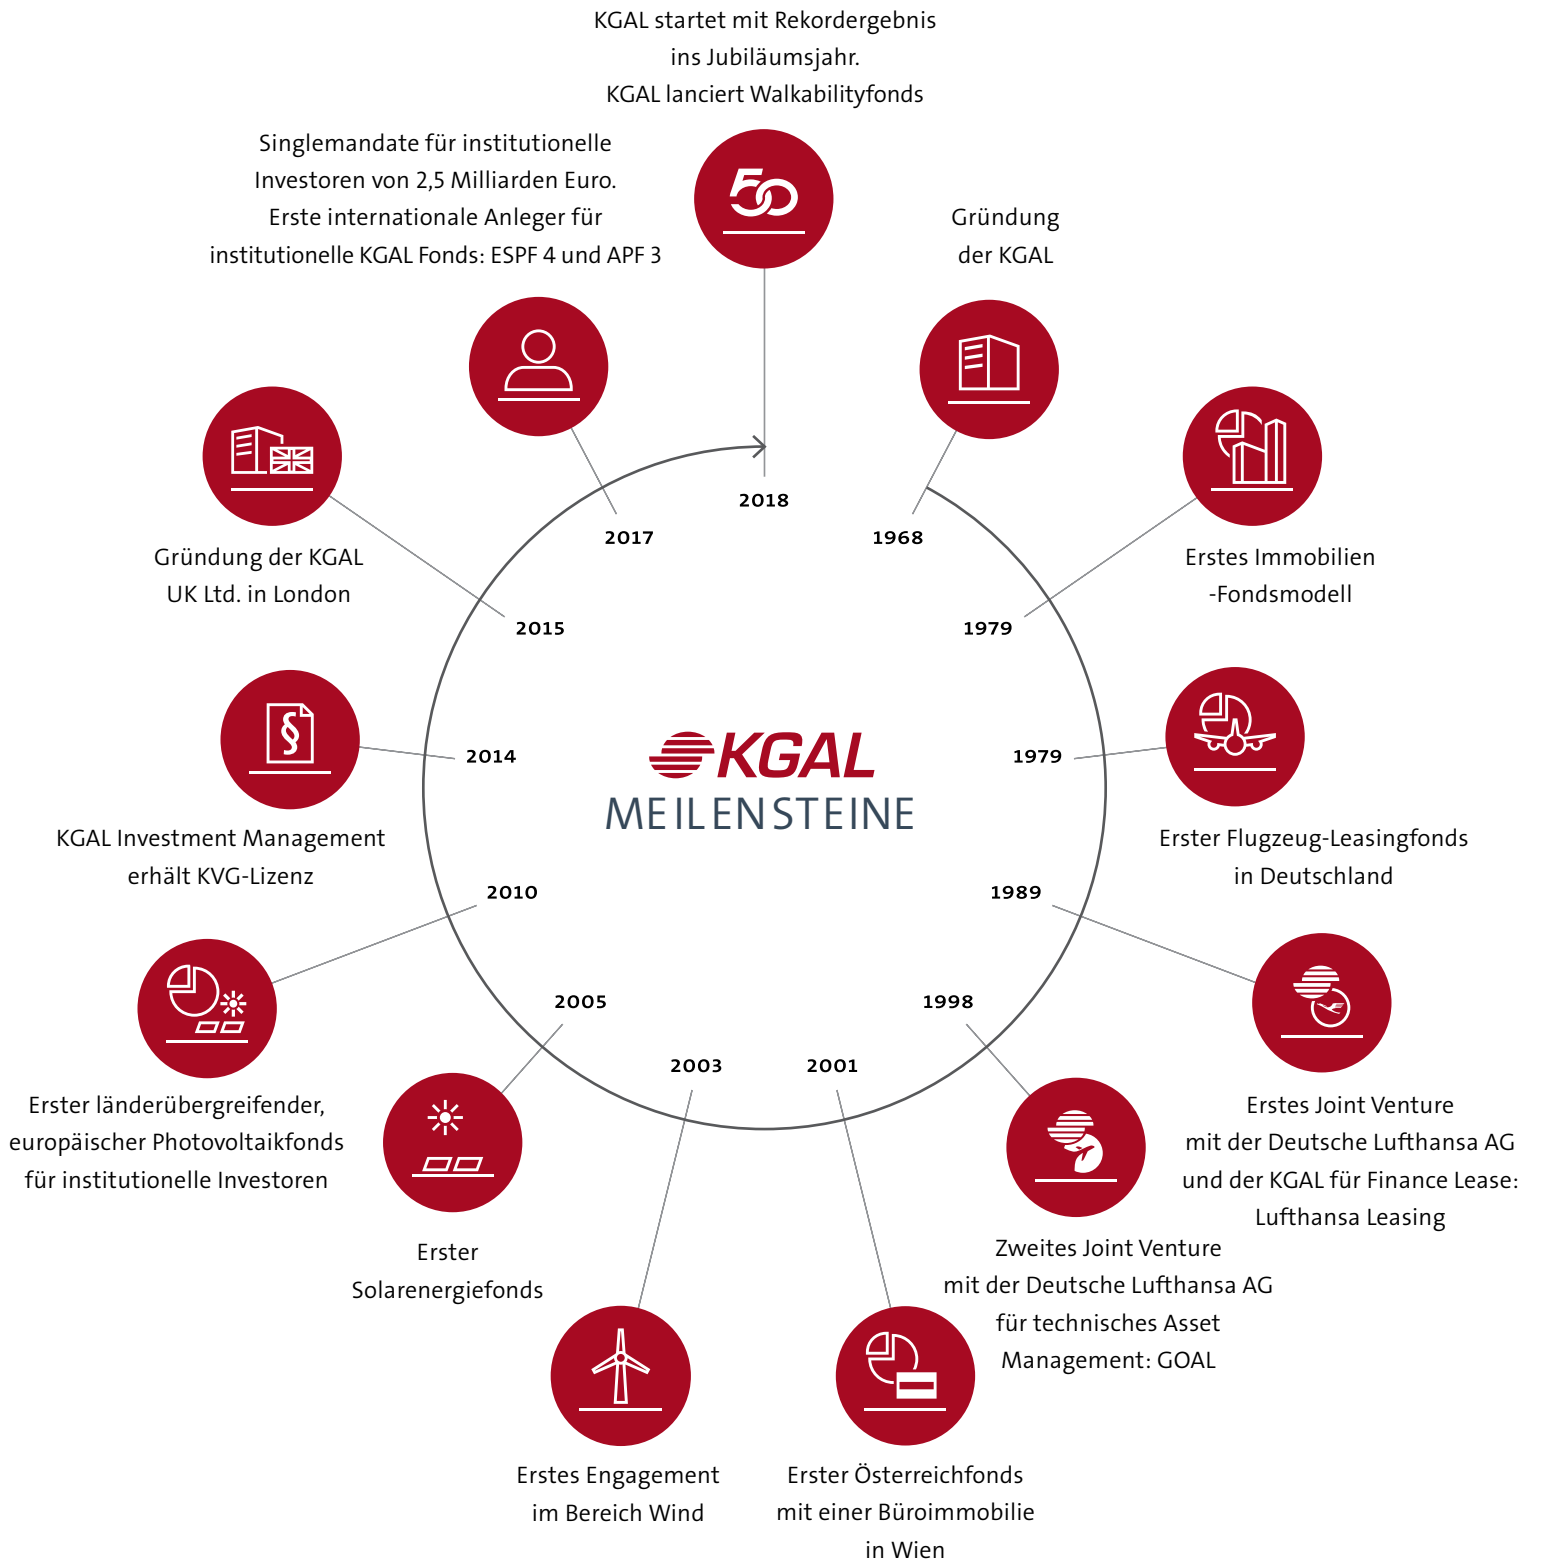 KGAL startet mit Rekordergebnis
ins Jubiläumsjahr.
KGAL lanciert Walkabilityfonds
50
2018
Gründung
der KGAL
1968
Erstes Immobilien
-Fondsmodell
1979
Erster Flugzeug-Leasingfonds
in Deutschland
1979
Erstes Joint Venture
mit der Deutsche Lufthansa AG
und der KGAL für Finance Lease:
Lufthansa Leasing
1989
Zweites Joint Venture
mit der Deutsche Lufthansa AG
für technisches Asset
Management: GOAL
1998
Erster Österreichfonds
mit einer Büroimmobilie
in Wien
2001
Erstes Engagement
im Bereich Wind
2003
Erster
Solarenergiefonds
2005
Erster länderübergreifender,
europäischer Photovoltaikfonds
für institutionelle Investoren
2010
KGAL Investment Management
erhält KVG-Lizenz
§
2014
Gründung der KGAL
UK Ltd. in London
2015
Singlemandate für institutionelle
Investoren von 2,5 Milliarden Euro.
Erste internationale Anleger für
institutionelle KGAL Fonds: ESPF 4 und APF 3
2017
KGAL
MEILENSTEINE